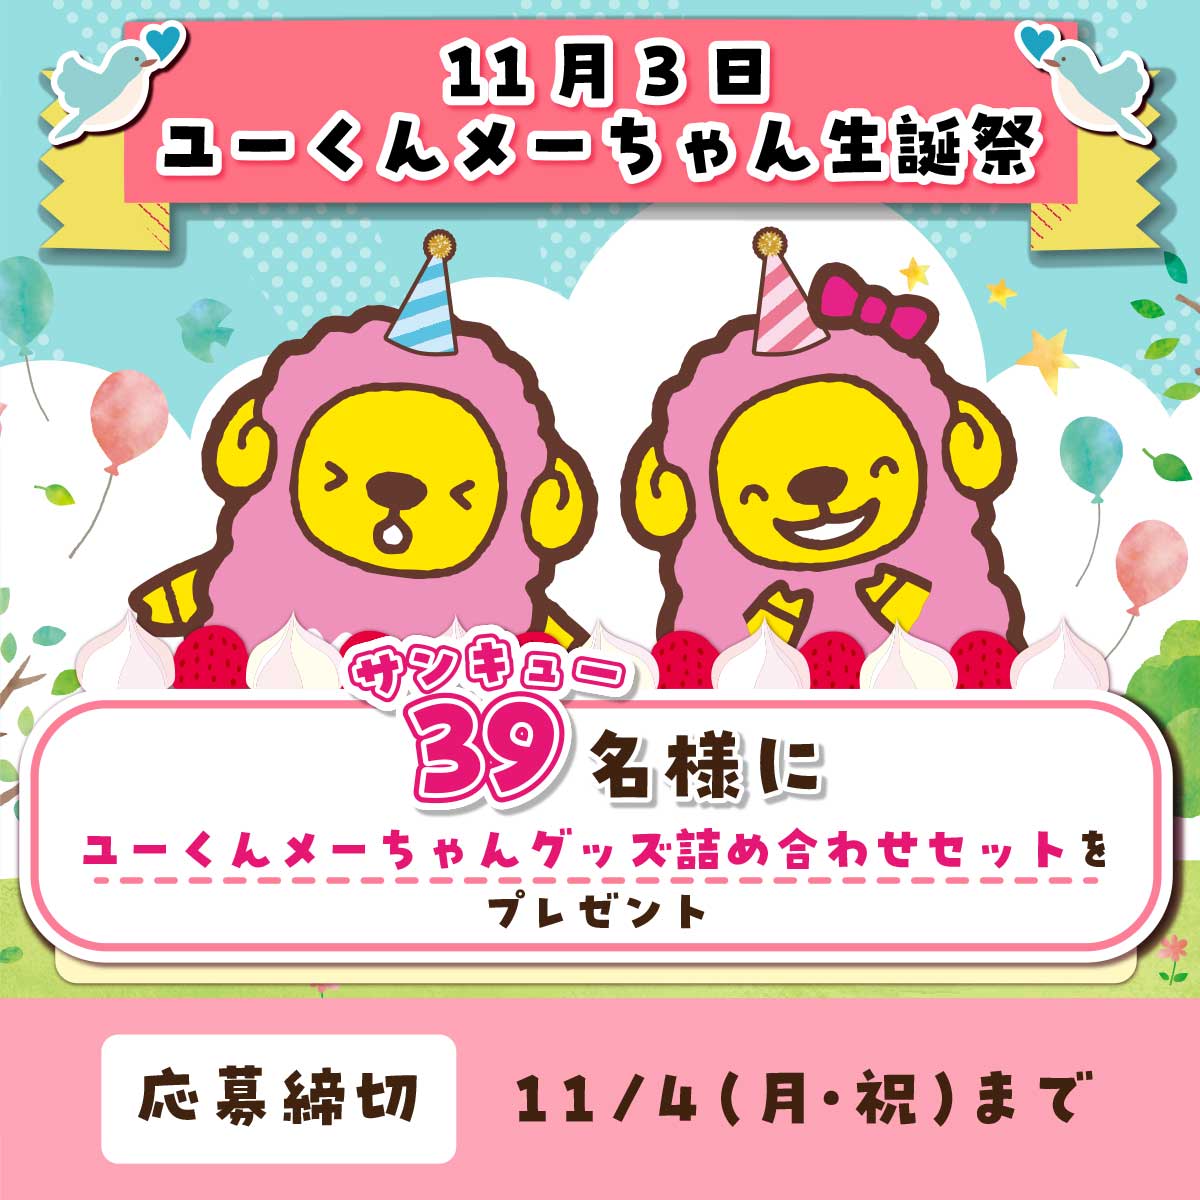 11月3日
ユーくんメーちゃん生誕祭
サンキュー
39名様に
ユーくんメーちゃんグッズ詰め合わせセットを
プレゼント
応募締切 11/4(月・祝)まで